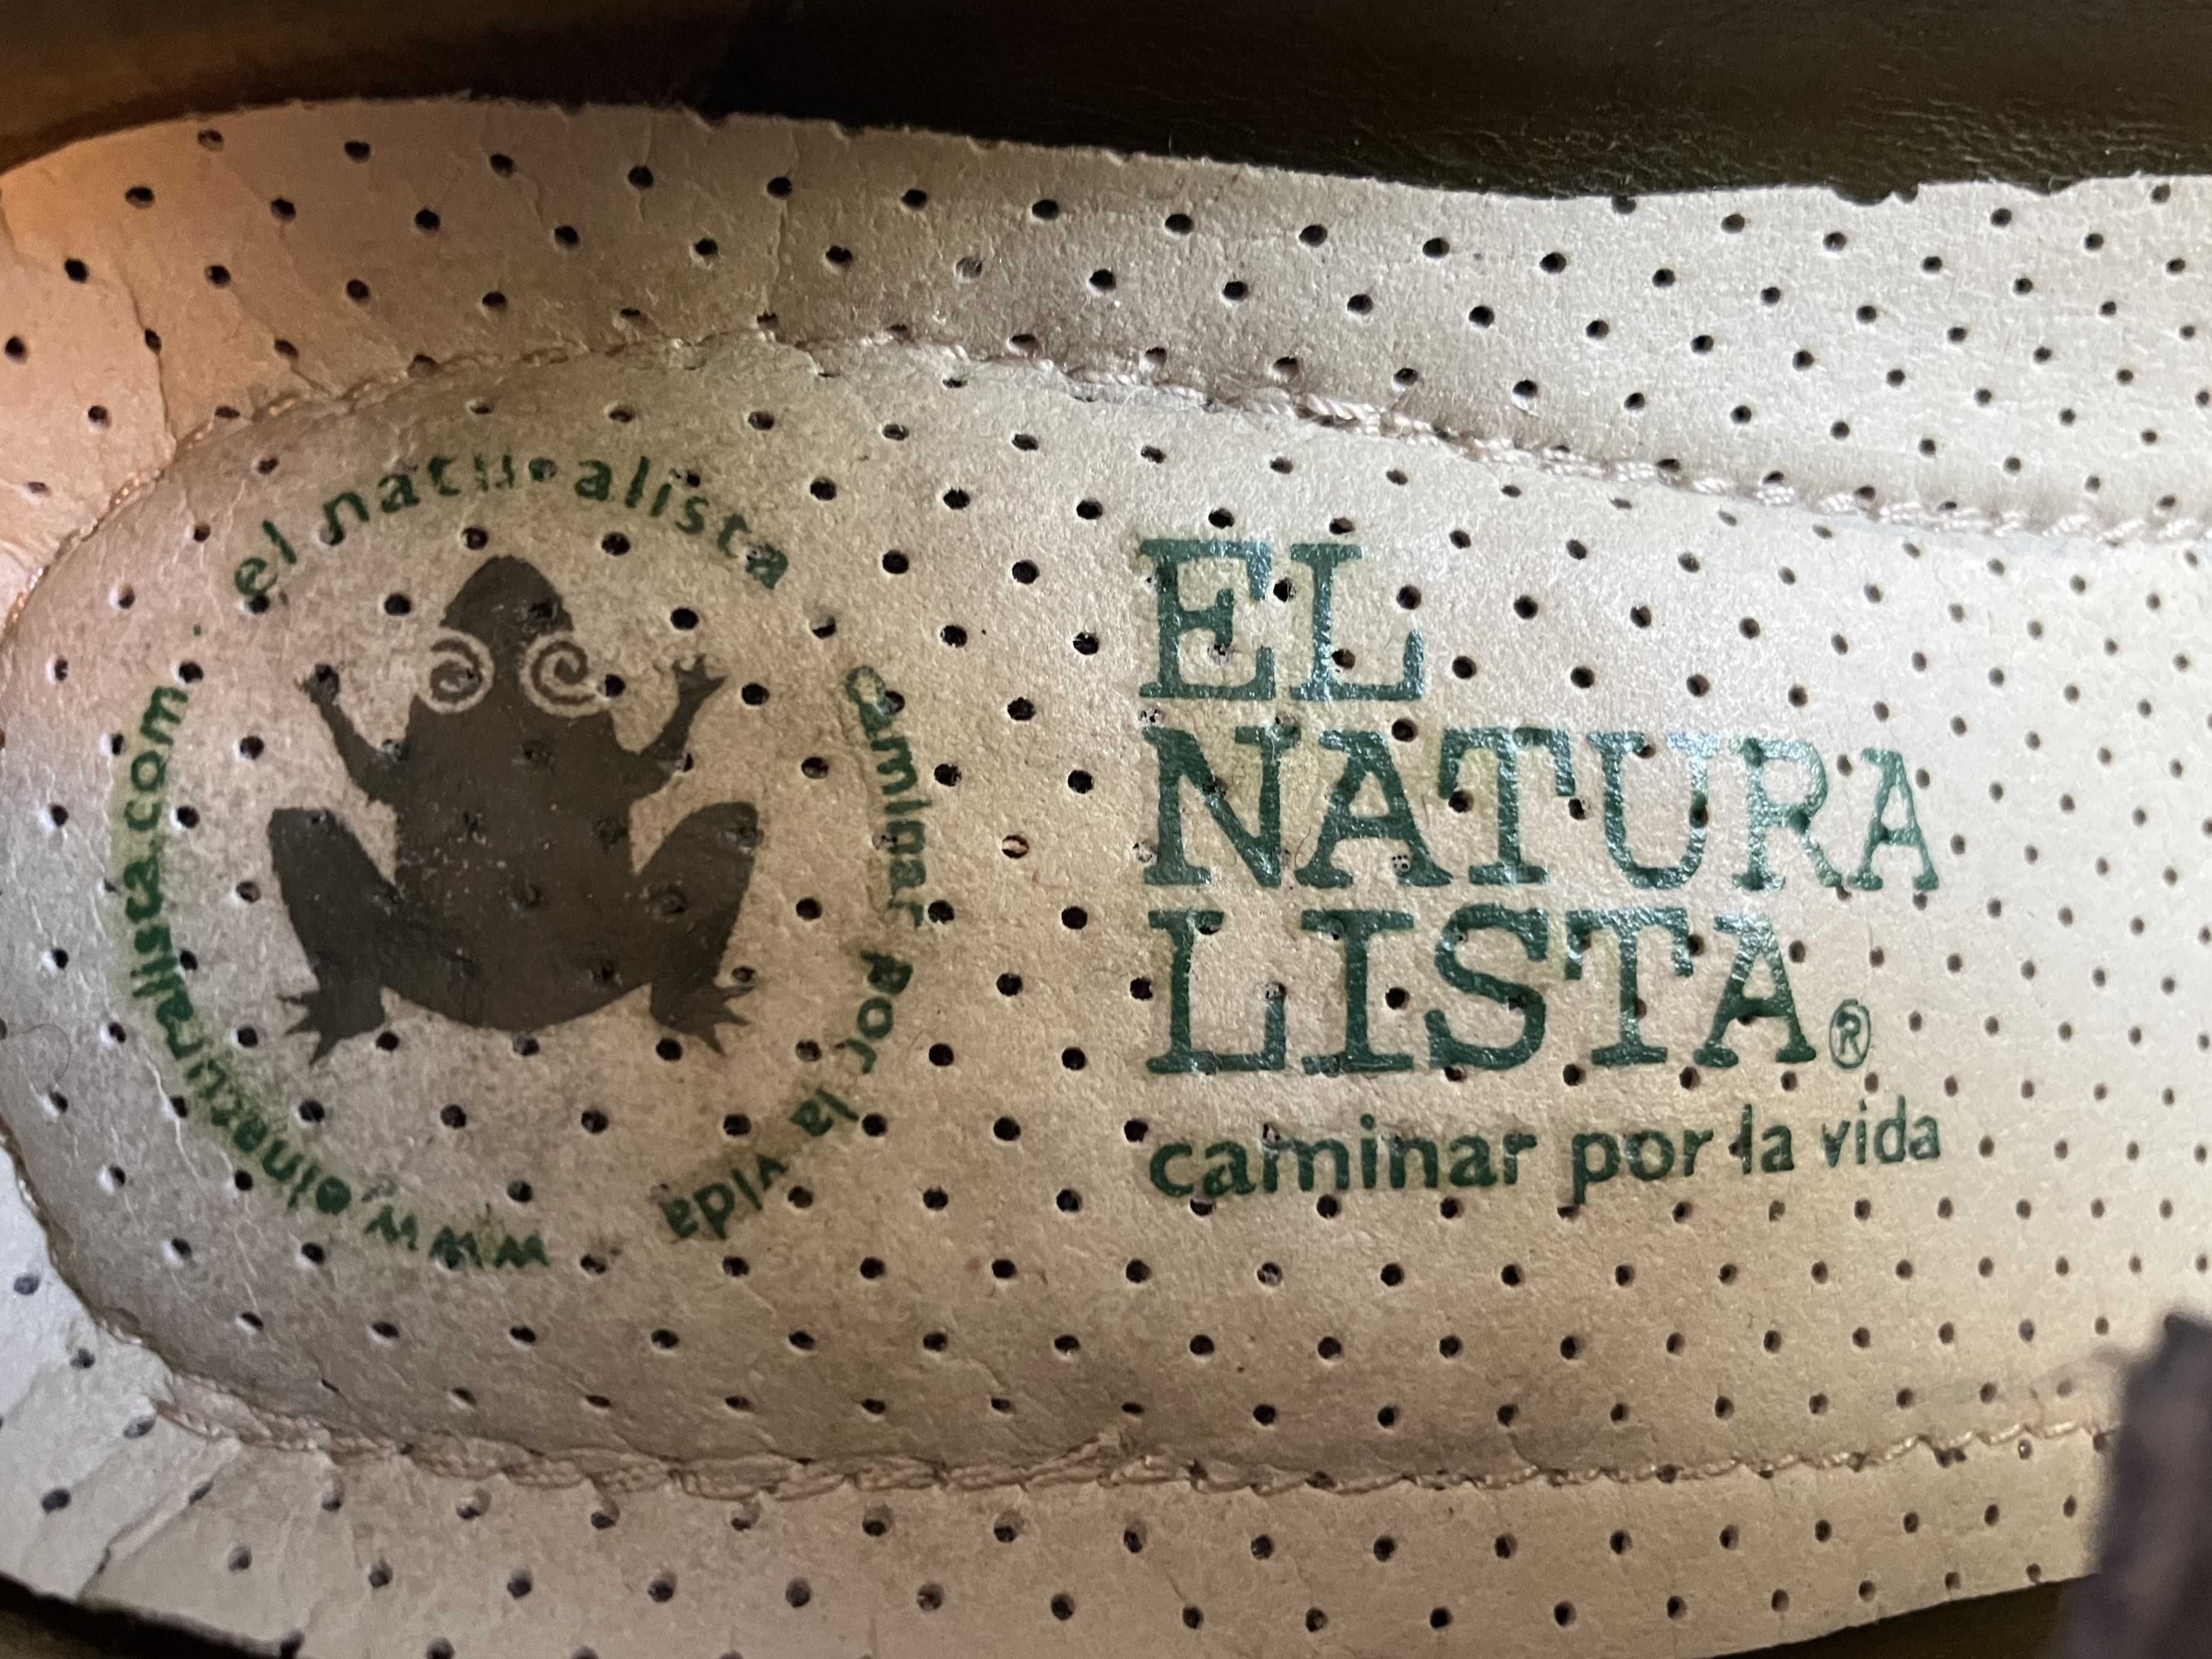 el naturalista
caminar por la vida
www.elnaturalista.com
EL
NATURA
LISTA®
caminar por la vida